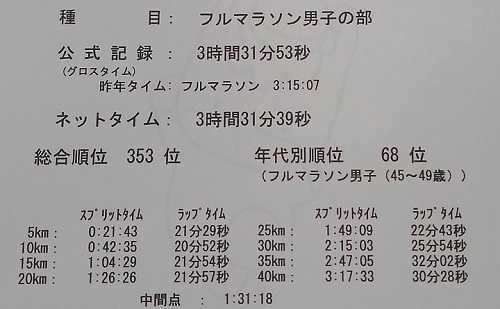 種　目： フルマラソン男子の部
公式記録： 3時間31分53秒
(グロスタイム)
昨年タイム： フルマラソン 3:15:07
ネットタイム： 3時間31分39秒
総合順位 353 位 年代別順位 68 位
(フルマラソン男子（45～49歳）)
ｽﾌﾟﾘｯﾄﾀｲﾑ ﾗｯﾌﾟﾀｲﾑ ｽﾌﾟﾘｯﾄﾀｲﾑ ﾗｯﾌﾟﾀｲﾑ
5km： 0:21:43 21分29秒 25km： 1:49:09 22分43秒
10km： 0:42:35 20分52秒 30km： 2:15:03 25分54秒
15km： 1:04:29 21分54秒 35km： 2:47:05 32分02秒
20km： 1:26:26 21分57秒 40km： 3:17:33 30分28秒
中間点 ： 1:31:18